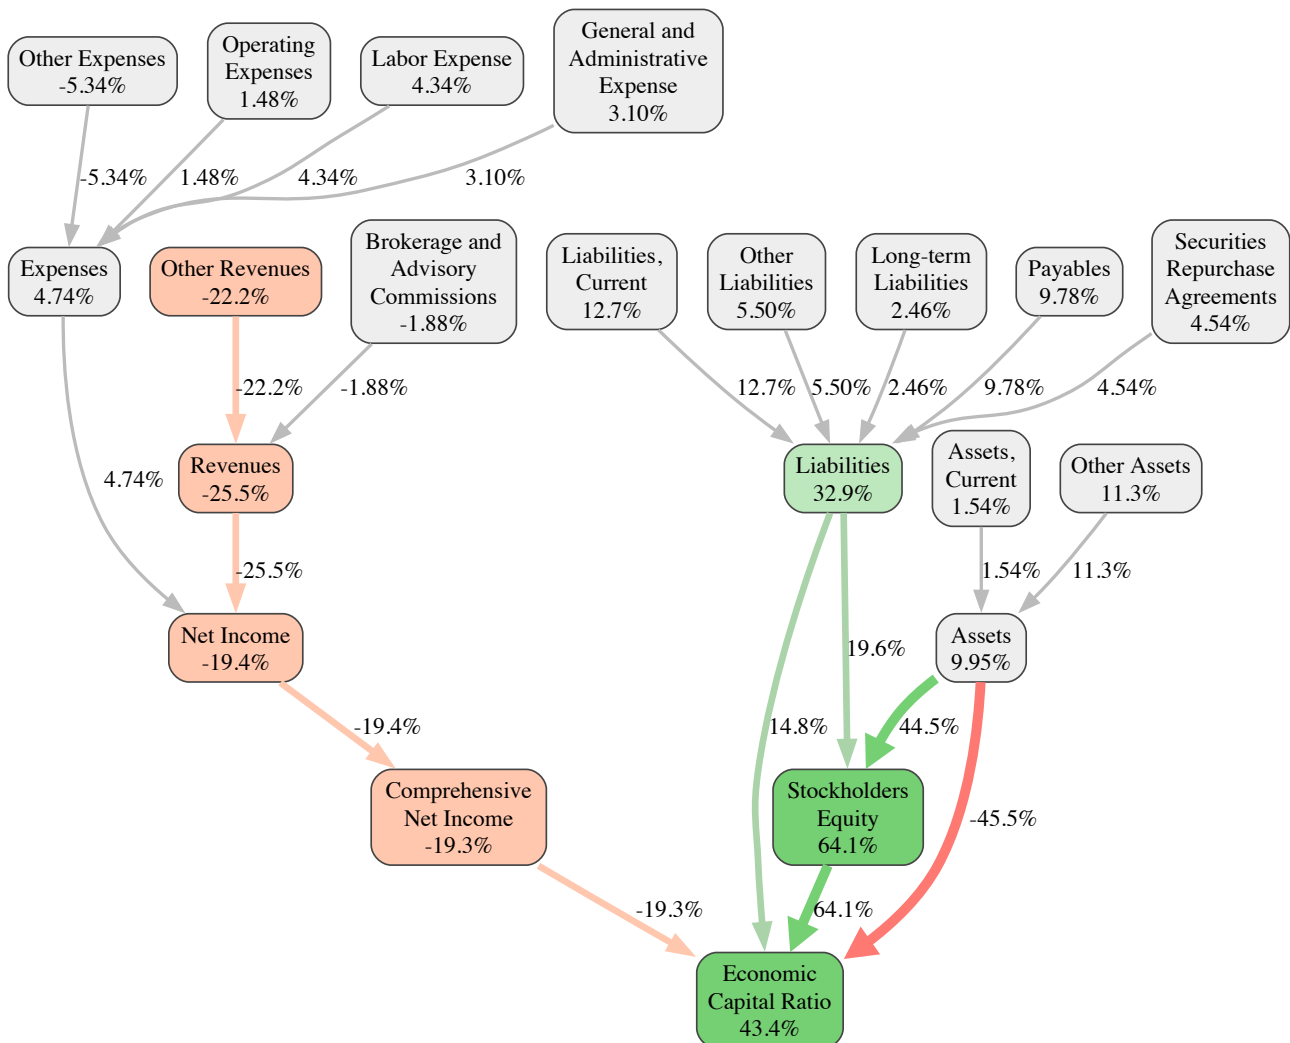 Other Expenses
-5.34%
Operating
Expenses
1.48%
Labor Expense
4.34%
General and
Administrative
Expense
3.10%
-5.34%
1.48%
4.34%
3.10%
Expenses
4.74%
Other Revenues
-22.2%
Brokerage and
Advisory
Commissions
-1.88%
Liabilities,
Current
12.7%
Other
Liabilities
5.50%
Long-term
Liabilities
2.46%
Payables
9.78%
Securities
Repurchase
Agreements
4.54%
-22.2%
-1.88%
12.7%
5.50%
2.46%
9.78%
4.54%
4.74%
Revenues
-25.5%
Liabilities
32.9%
Assets,
Current
1.54%
Other Assets
11.3%
-25.5%
1.54%
11.3%
Net Income
-19.4%
19.6%
Assets
9.95%
-19.4%
14.8%
44.5%
Comprehensive
Net Income
-19.3%
Stockholders
Equity
64.1%
-45.5%
-19.3%
64.1%
Economic
Capital Ratio
43.4%